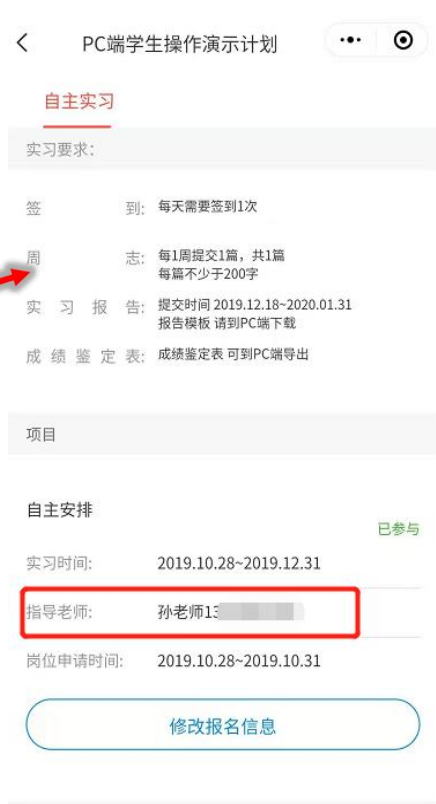 PC端学生操作演示计划
自主实习
实习要求:
签到: 每天需要签到1次
周志: 每1周提交1篇，共1篇
每篇不少于200字
实习报告: 提交时间 2019.12.18~2020.01.31
报告模板 请到PC端下载
成绩鉴定表: 成绩鉴定表 可到PC端导出
项目
自主安排
已参与
实习时间: 2019.10.28~2019.12.31
指导老师: 孙老师13
岗位申请时间: 2019.10.28~2019.10.31
修改报名信息